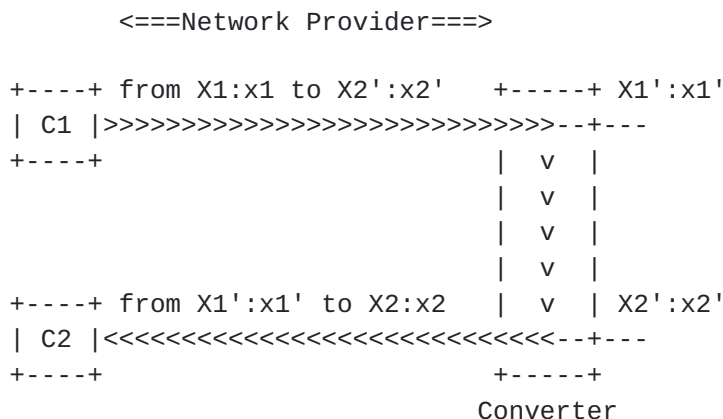 <===Network Provider===>
+----+ from X1:x1 to X2':x2'   +-----+ X1':x1'
| C1 |>>>>>>>>>>>>>>>>>>>>>>>>>>>>>--+---
+----+                         |  v  |
                               |  v  |
                               |  v  |
                               |  v  |
+----+ from X1':x1' to X2:x2   |  v  | X2':x2'
| C2 |<<<<<<<<<<<<<<<<<<<<<<<<<<<<<--+---
+----+                         +-----+
                              Converter